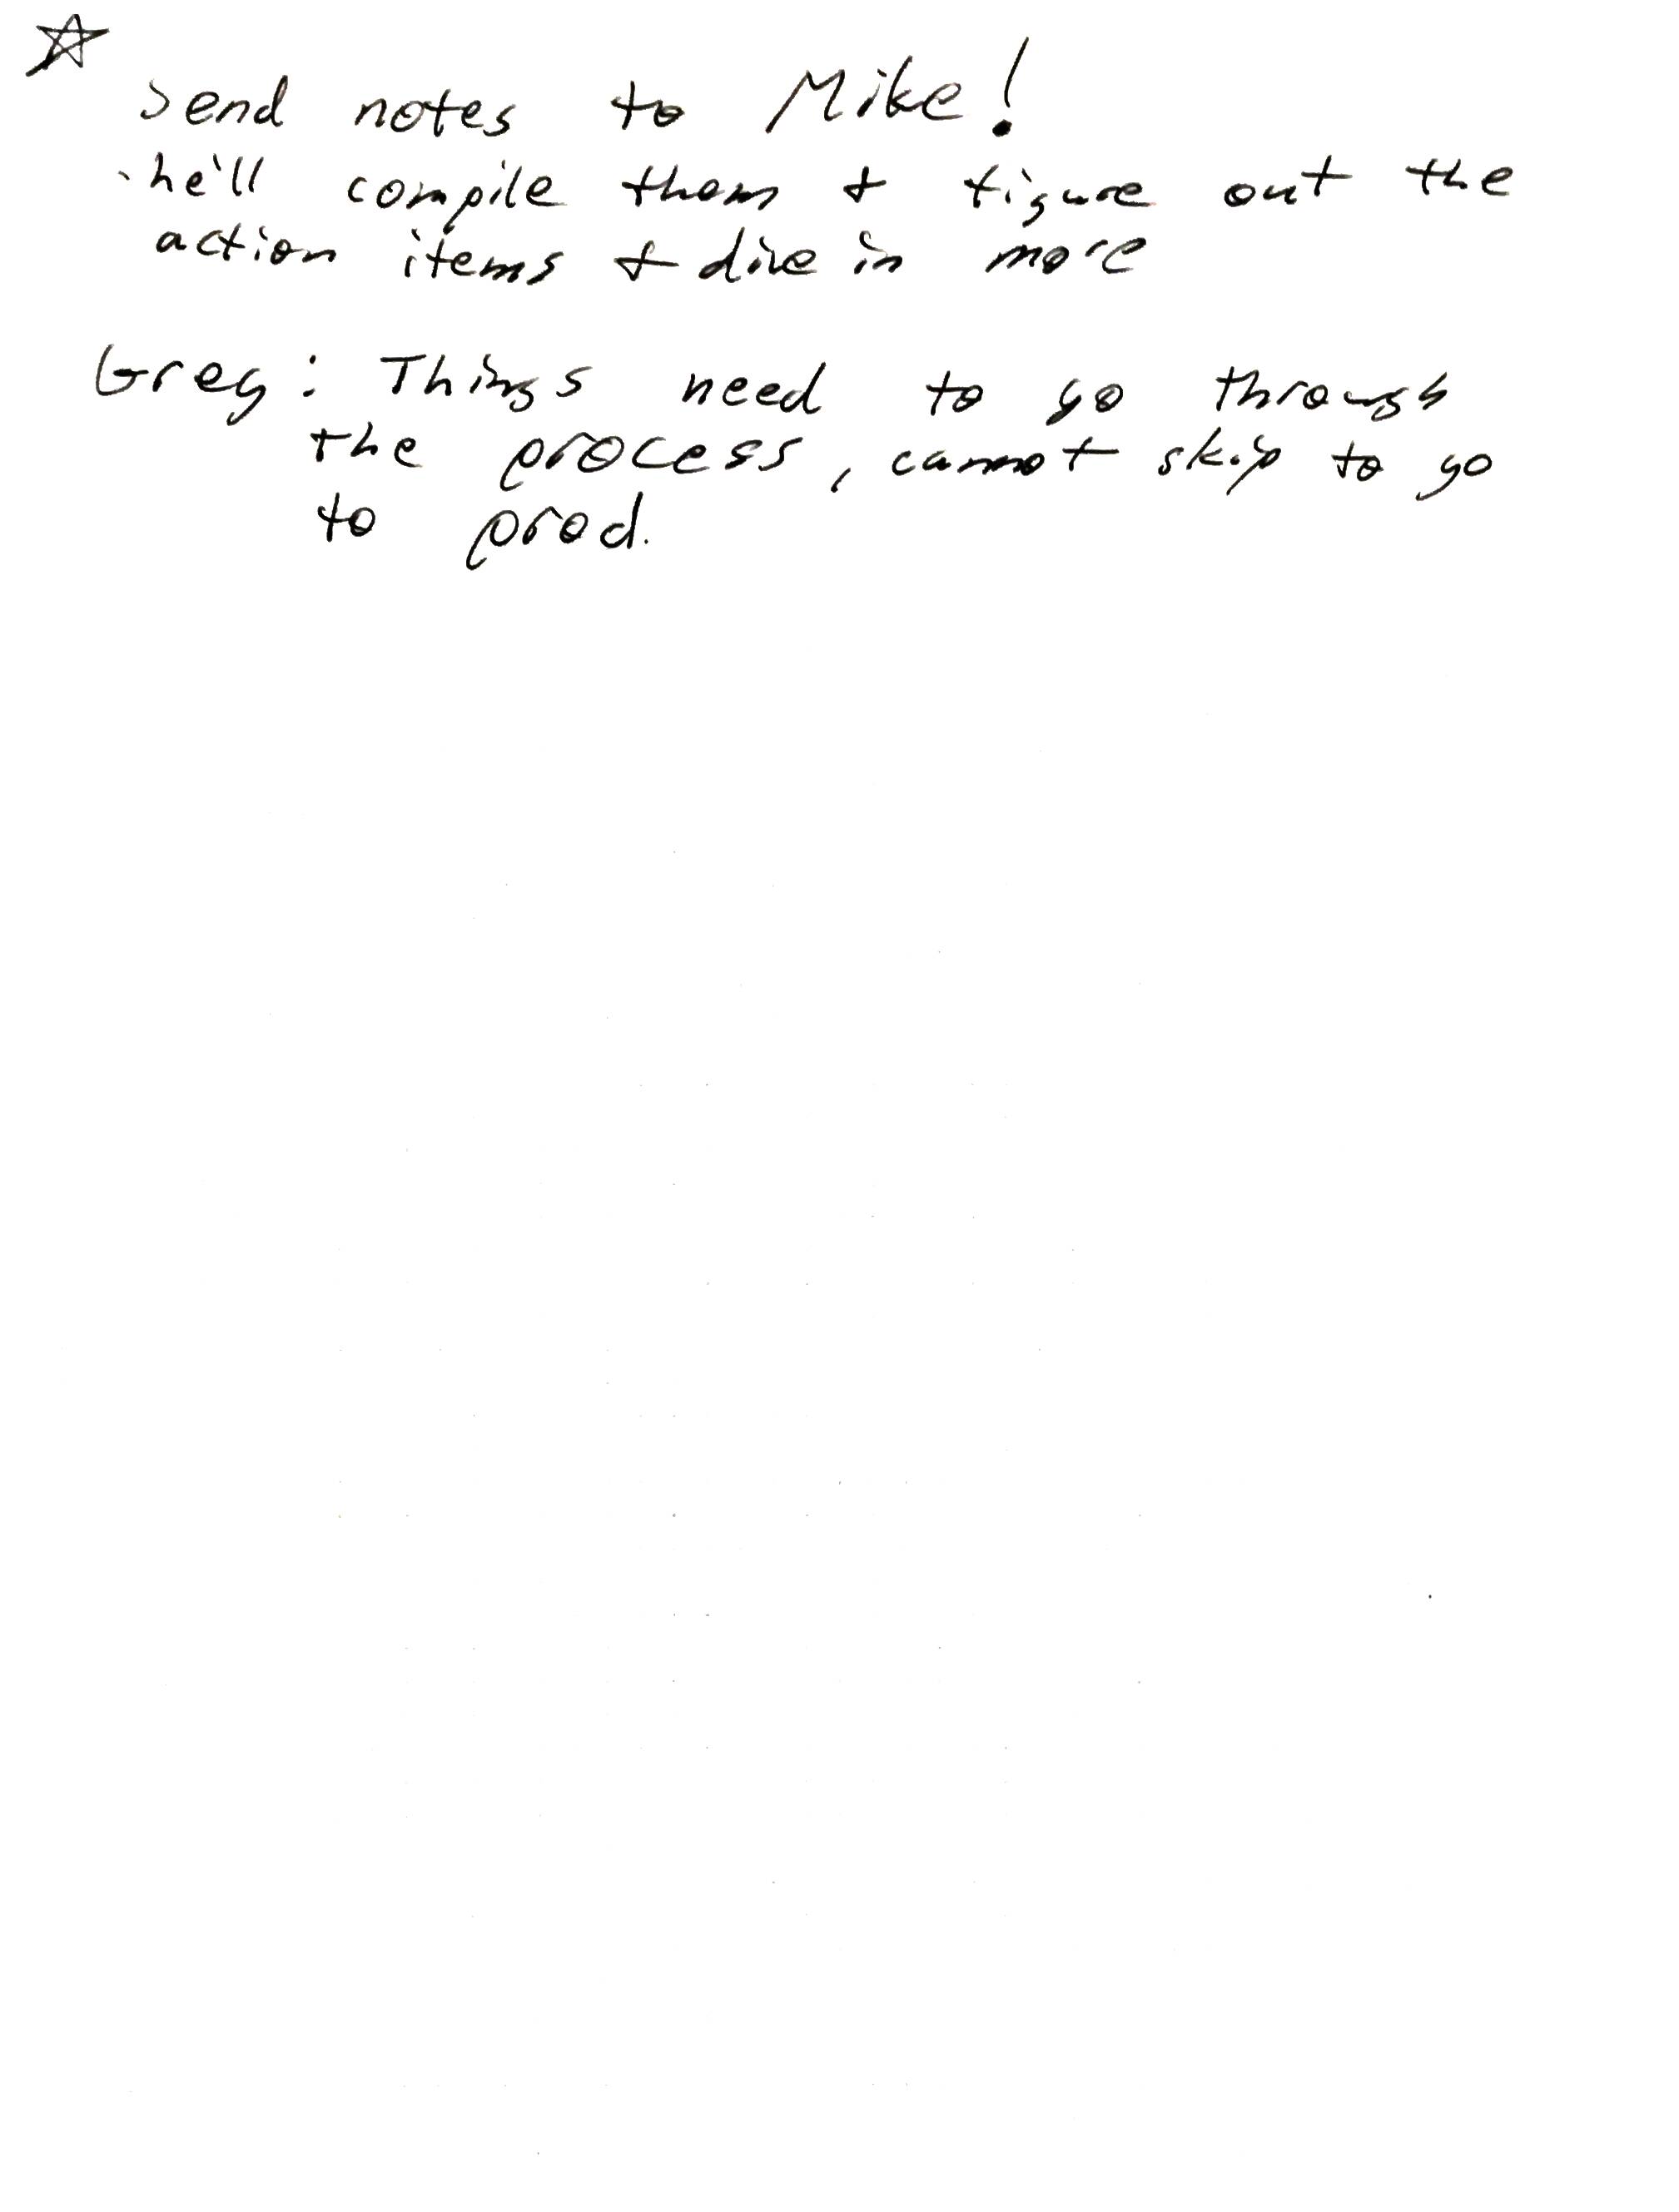 ☆
Send notes to Mike!
· he'll compile them + figure out the
action items + dive in more
Greg: Things need to go through
the process, cannot skip to go
to prod.